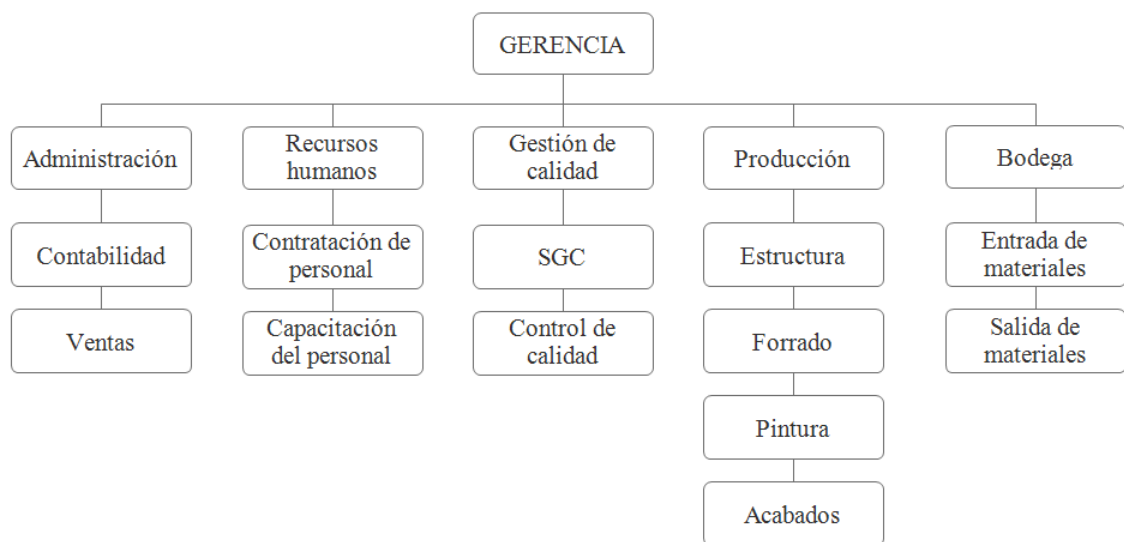 GERENCIA
Administración
Recursos
humanos
Gestión de
calidad
Producción
Bodega
Contabilidad
Contratación de
personal
SGC
Estructura
Entrada de
materiales
Ventas
Capacitación
del personal
Control de
calidad
Forrado
Salida de
materiales
Pintura
Acabados